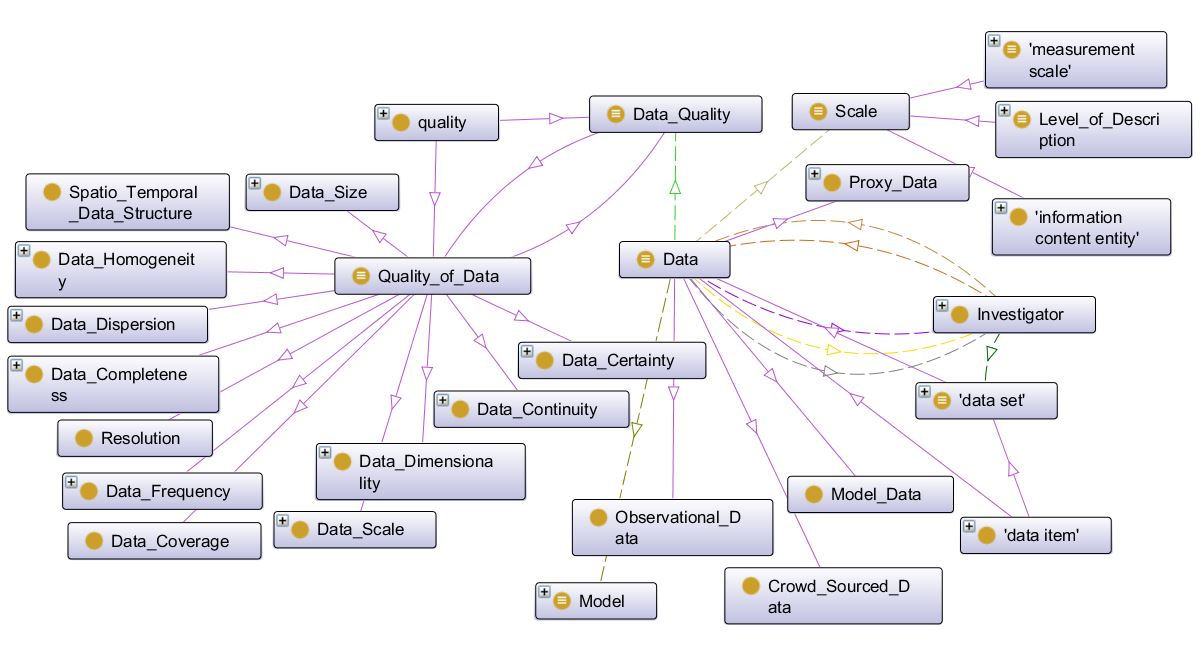 'measurement
scale'
Scale
Data_Quality
quality
Level_of_Descri
ption
Proxy_Data
Spatio_Temporal
_Data_Structure
Data_Size
'information
content entity'
Data
Data_Homogeneit
y
Quality_of_Data
Investigator
Data_Dispersion
Data_Certainty
Data_Completene
ss
'data set'
Data_Continuity
Resolution
Data_Dimensiona
lity
Data_Frequency
Model_Data
Observational_D
ata
Data_Scale
'data item'
Data_Coverage
Crowd_Sourced_D
ata
Model